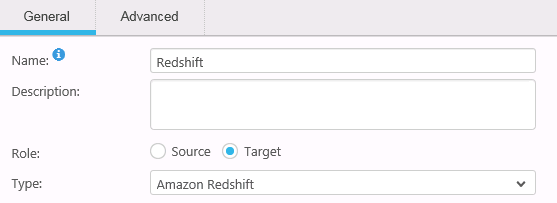 General Advanced
Name: Redshift
Description:
Role: Source Target
Type: Amazon Redshift